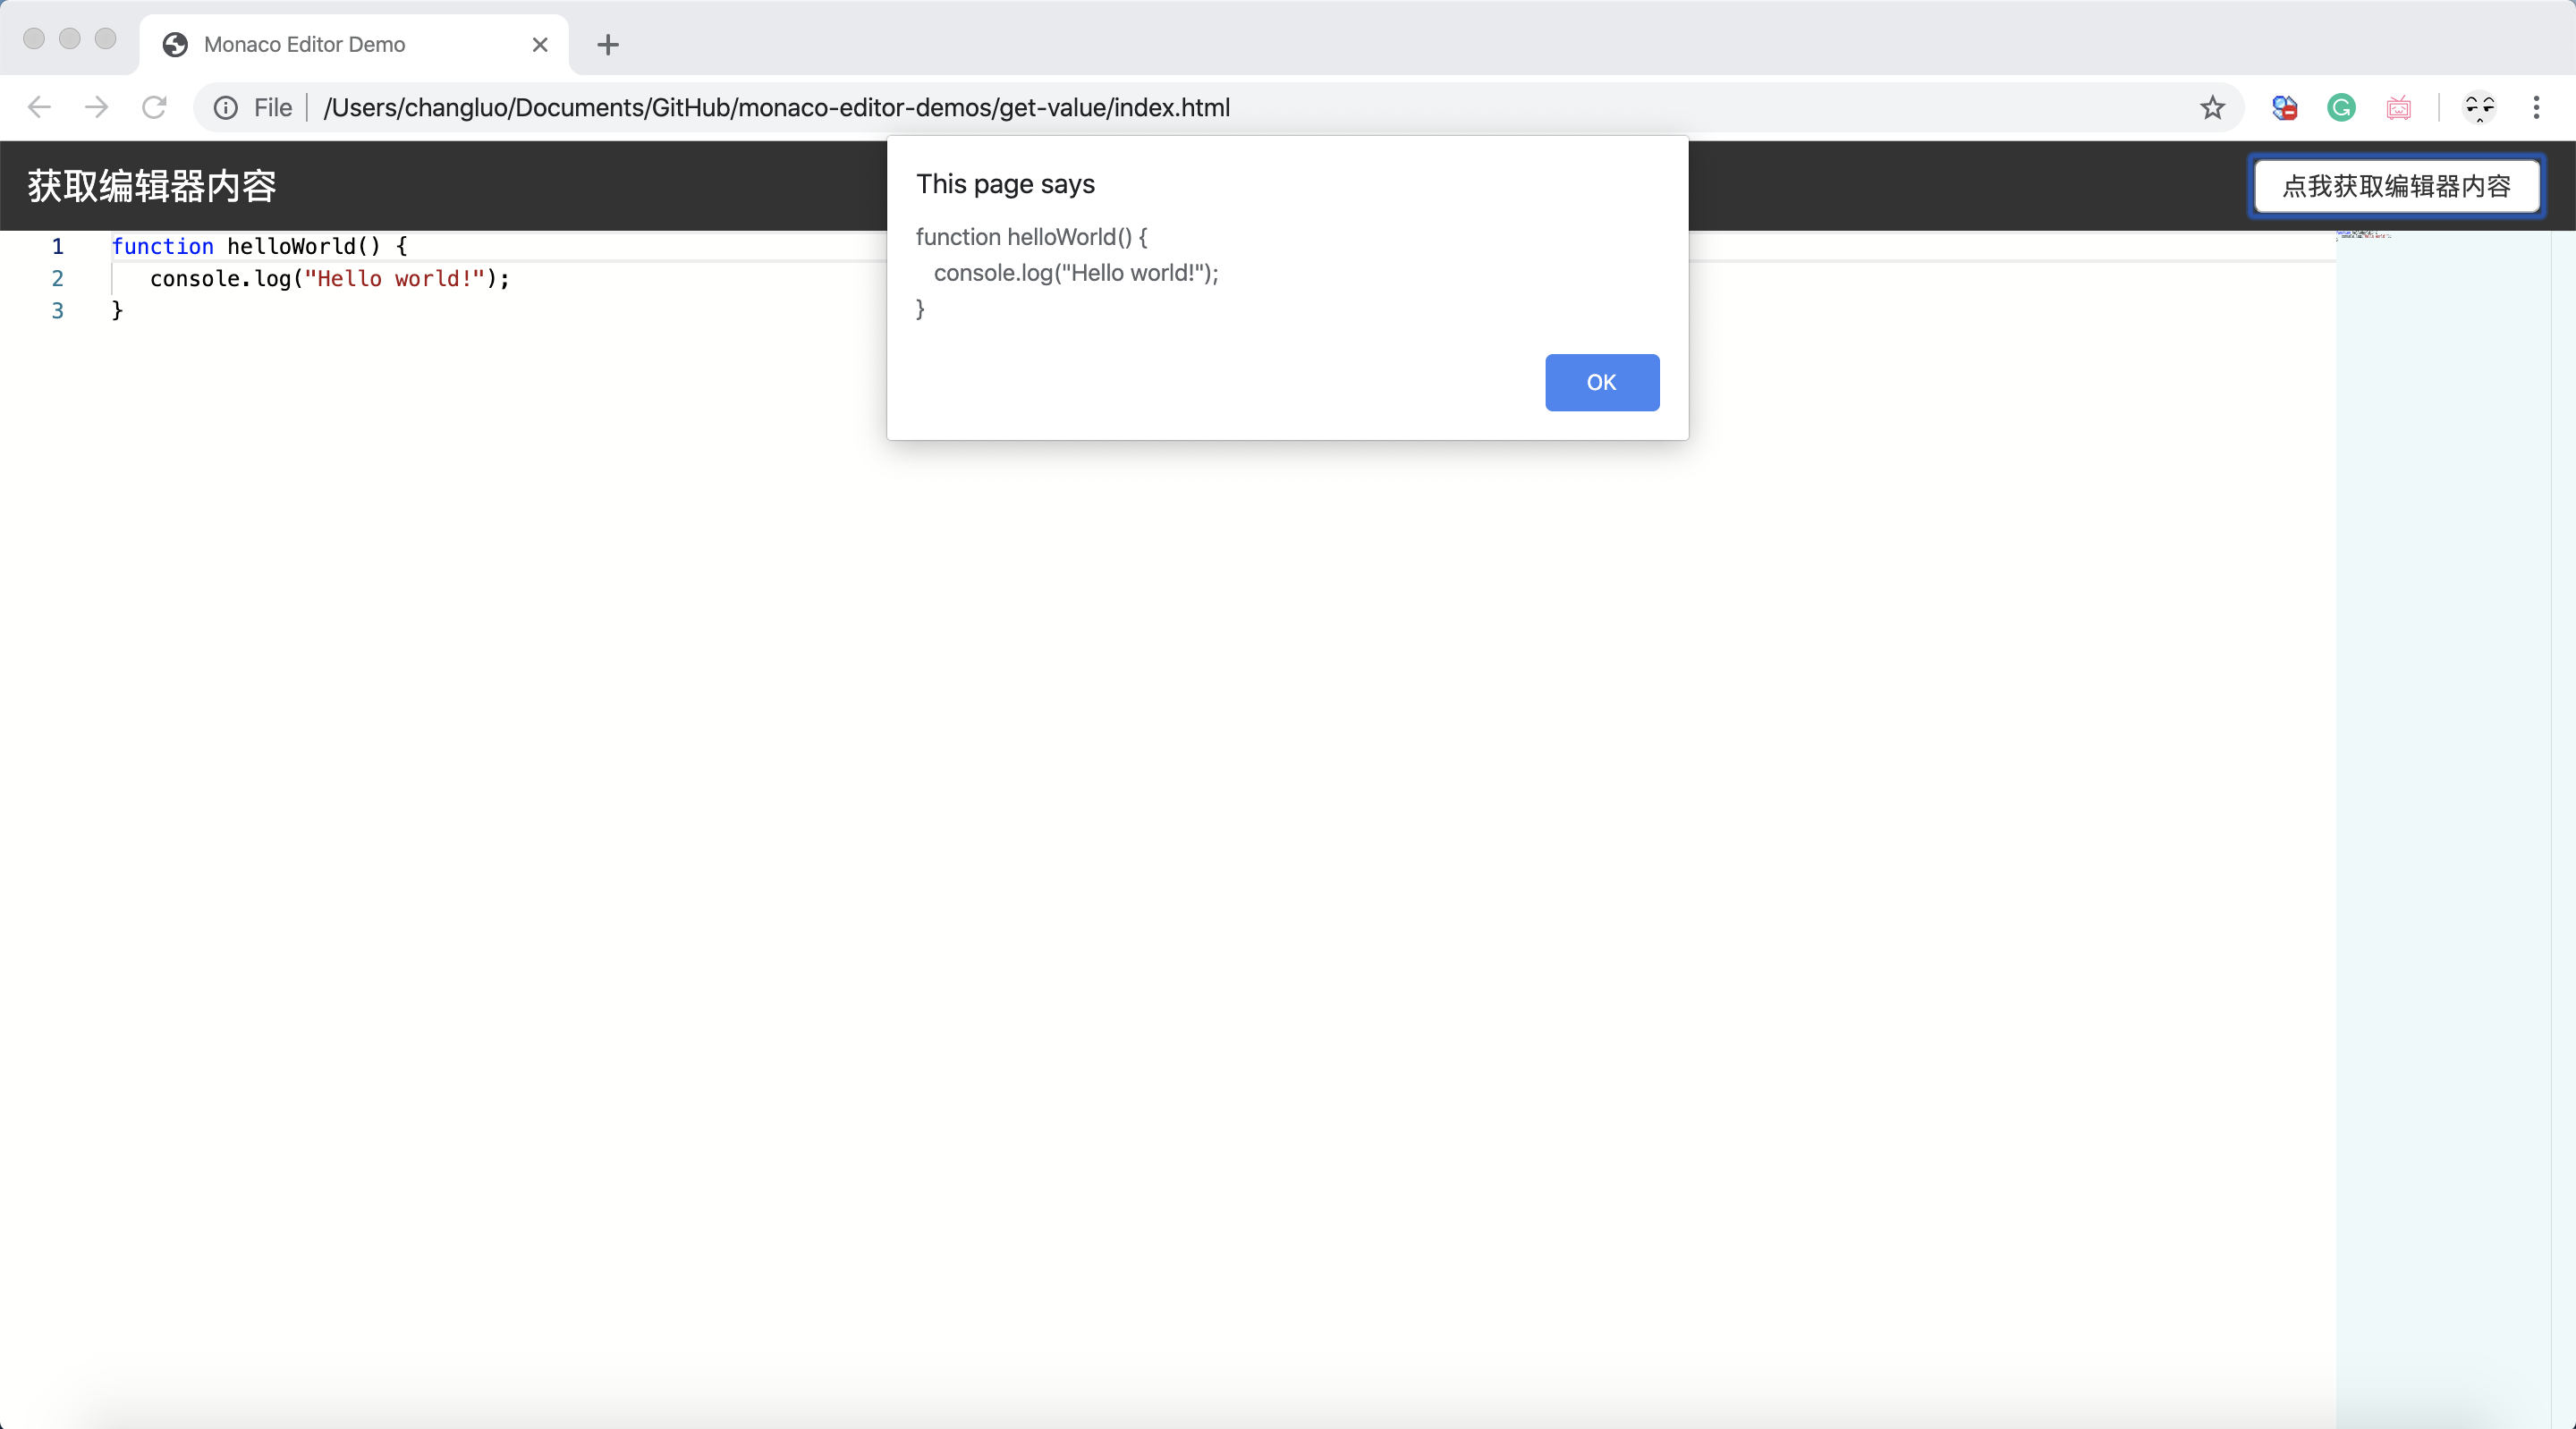 Monaco Editor Demo
File /Users/changluo/Documents/GitHub/monaco-editor-demos/get-value/index.html
获取编辑器内容
点我获取编辑器内容
This page says
function helloWorld() {
console.log("Hello world!");
}
OK
1 function helloWorld() {
2 console.log("Hello world!");
3 }